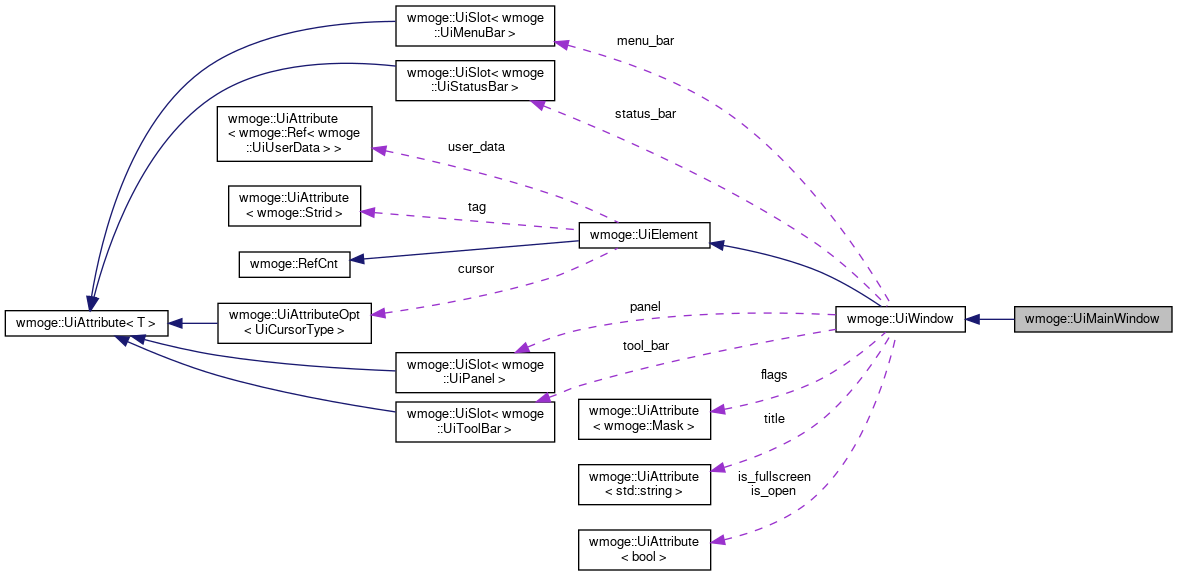 wmoge::UiSlot< wmoge
::UiMenuBar >
menu_bar
wmoge::UiSlot< wmoge
::UiStatusBar >
status_bar
wmoge::UiAttribute
< wmoge::Ref< wmoge
::UiUserData > >
user_data
wmoge::UiAttribute
< wmoge::Strid >
tag
wmoge::UiElement
wmoge::RefCnt
cursor
wmoge::UiAttribute< T >
wmoge::UiAttributeOpt
< UiCursorType >
panel
wmoge::UiWindow
wmoge::UiMainWindow
tool_bar
wmoge::UiSlot< wmoge
::UiPanel >
flags
wmoge::UiSlot< wmoge
::UiToolBar >
wmoge::UiAttribute
< wmoge::Mask >
title
wmoge::UiAttribute
< std::string >
is_fullscreen
is_open
wmoge::UiAttribute
< bool >